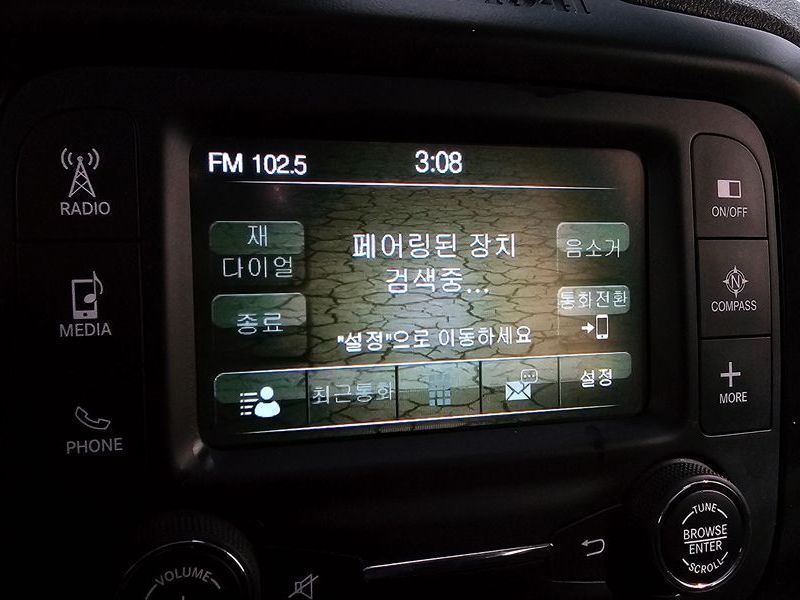 FM 102.5 3:08
RADIO
MEDIA
PHONE
재
다이얼
종료
페어링된 장치
검색중...
"설정"으로 이동하세요
음소거
통화전환
최근통화
설정
ON/OFF
COMPASS
MORE
VOLUME
TUNE
BROWSE
ENTER
SCROLL